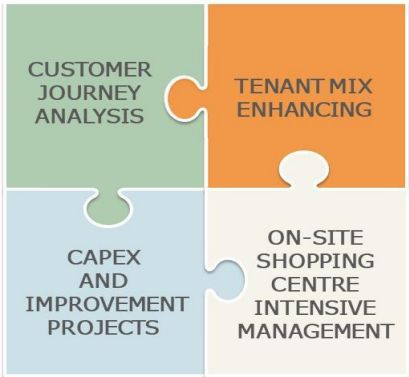 CUSTOMER
JOURNEY
ANALYSIS
TENANT MIX
ENHANCING
CAPEX
AND
IMPROVEMENT
PROJECTS
ON-SITE
SHOPPING
CENTRE
INTENSIVE
MANAGEMENT